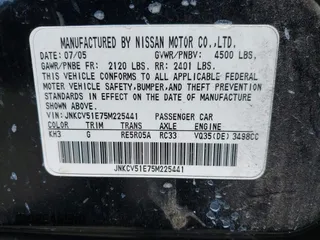 MANUFACTURED BY NISSAN MOTOR CO.,LTD.
DATE: 07/05 GVWR/PNBV: 4500 LBS.
GAWR/PNBE FR: 2120 LBS. RR: 2401 LBS.
THIS VEHICLE CONFORMS TO ALL APPLICABLE FEDERAL
MOTOR VEHICLE SAFETY,BUMPER,AND THEFT PREVENTION
STANDARDS IN EFFECT ON THE DATE OF MANUFACTURE
SHOWN ABOVE.
VIN:JNKCV51E75M225441 PASSENGER CAR
COLOR TRIM TRANS AXLE ENGINE
KH3 G RE5R05A RC33 VQ35(DE) 3498CC
JNKCV51E75M225441